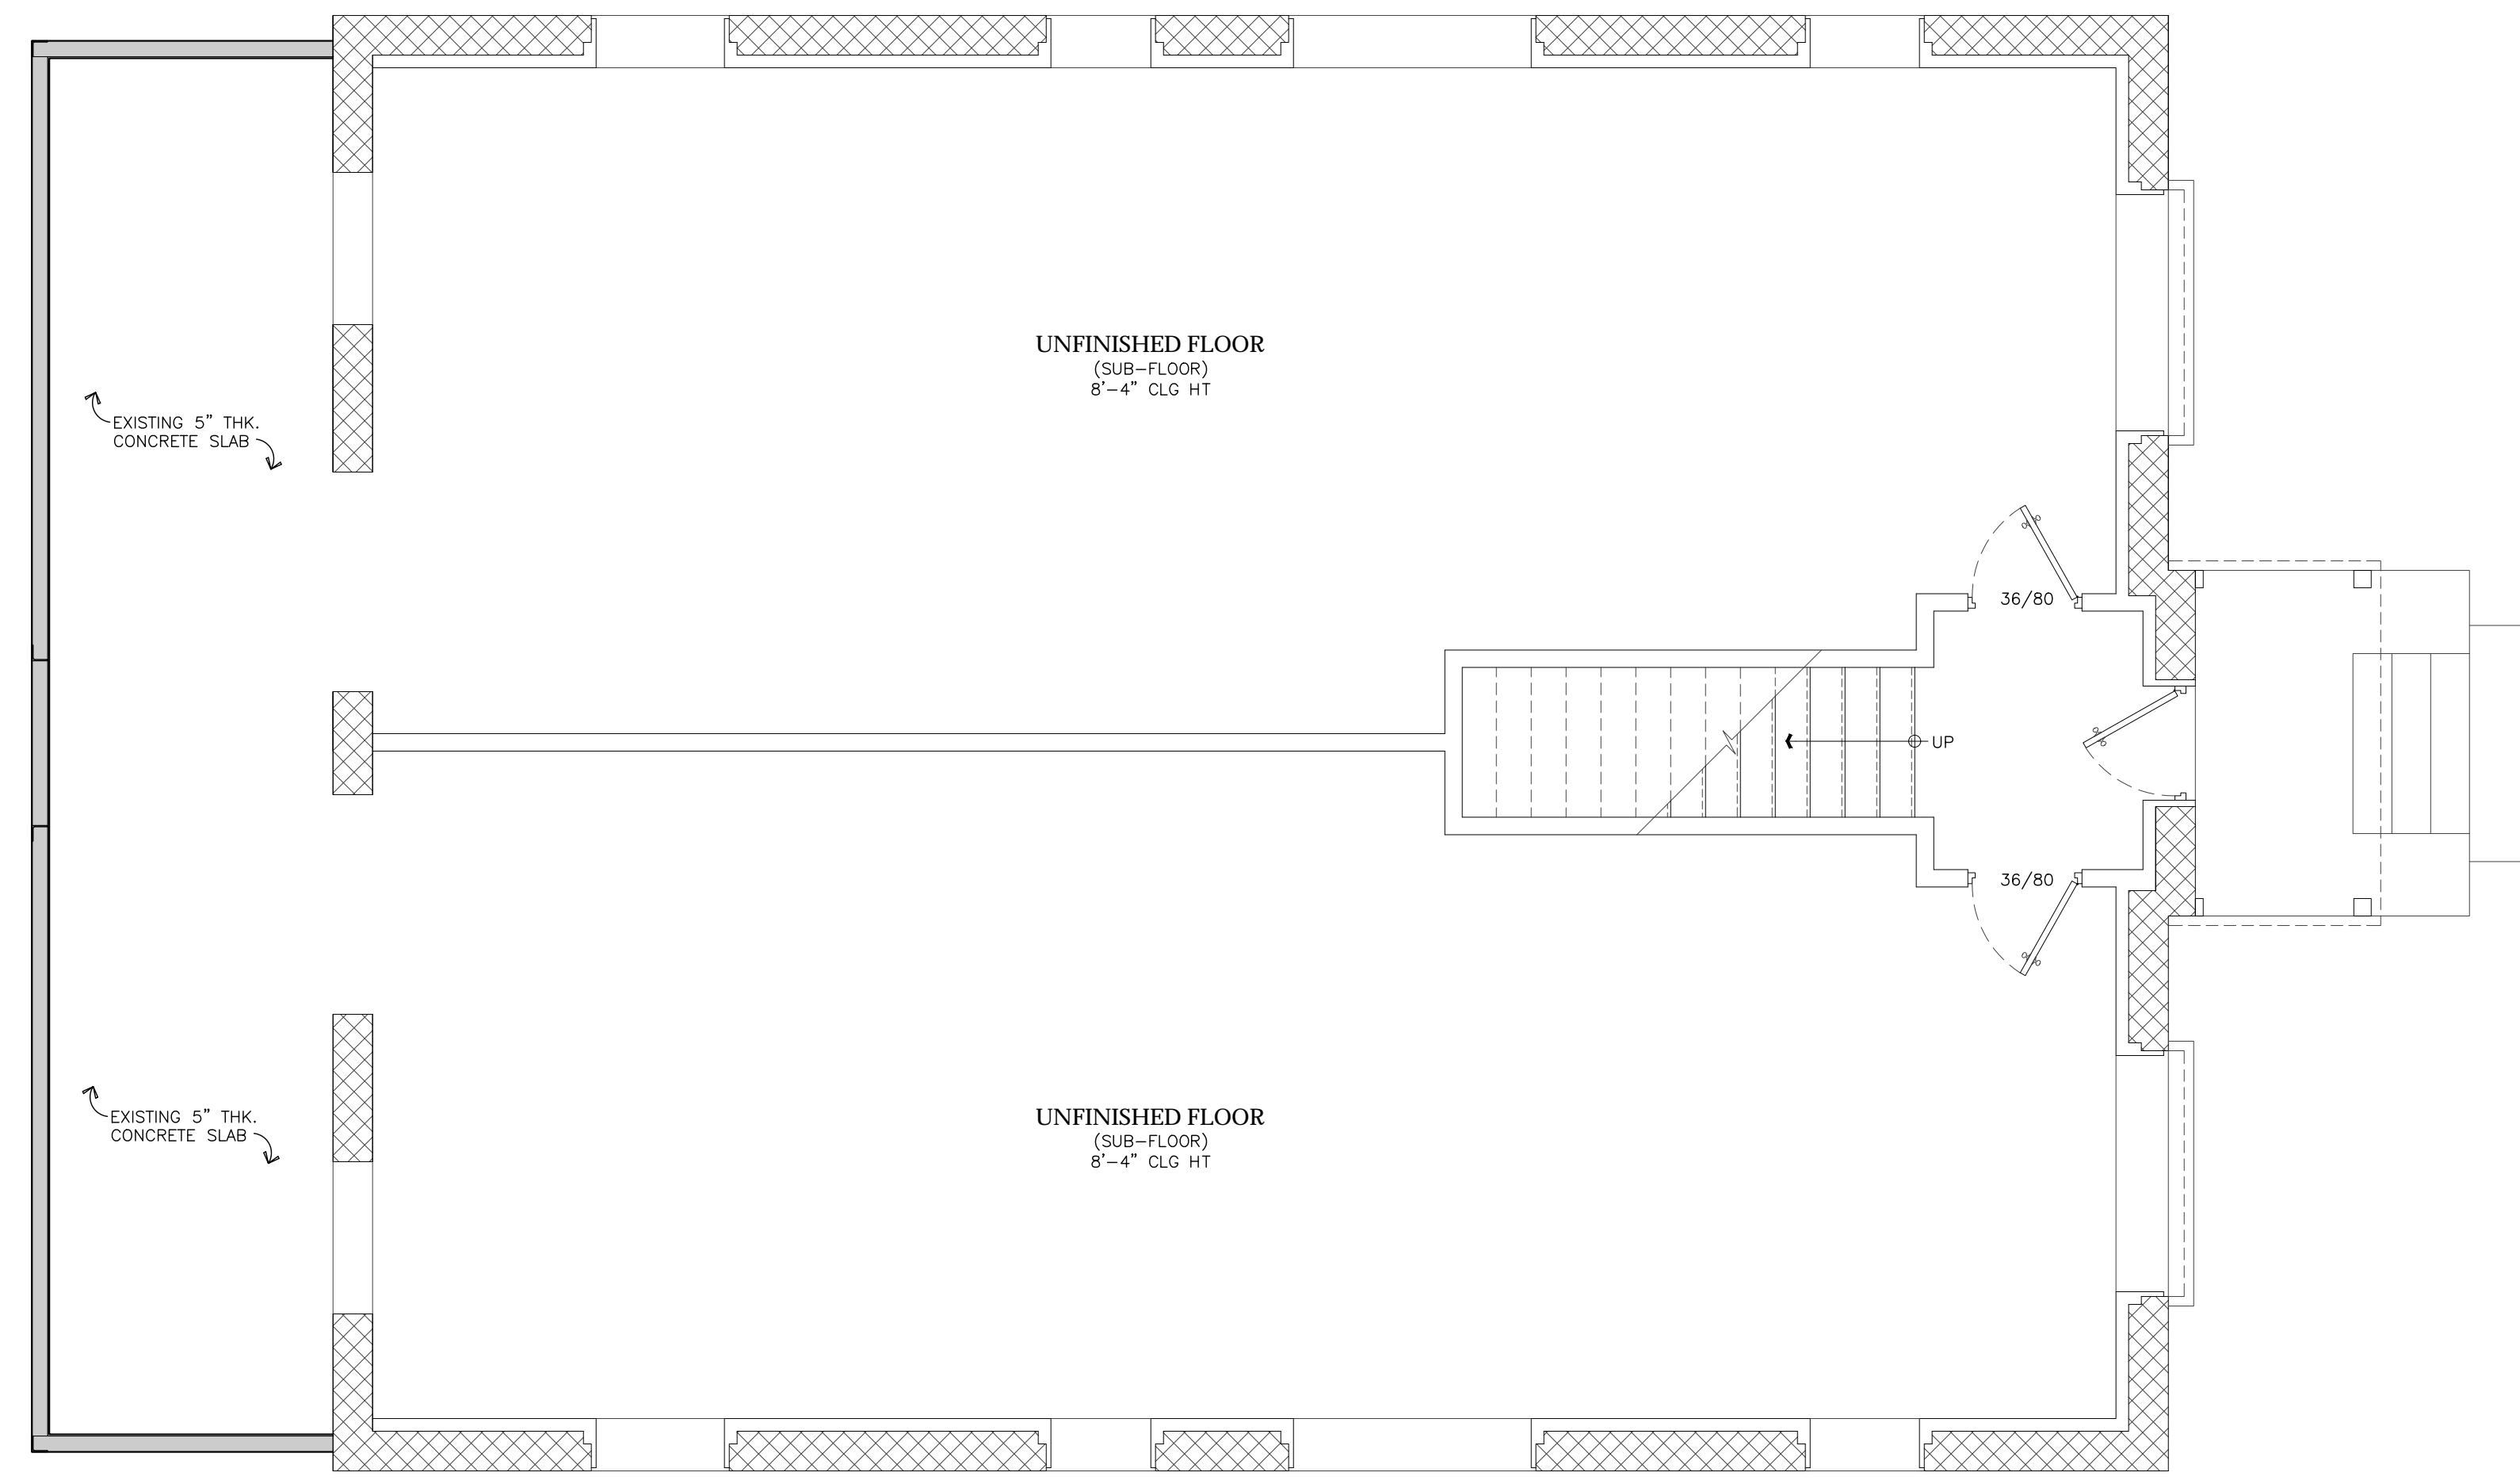 UNFINISHED FLOOR
(SUB-FLOOR)
8'-4" CLG HT
EXISTING 5" THK.
CONCRETE SLAB
36/80
UP
36/80
UNFINISHED FLOOR
(SUB-FLOOR)
8'-4" CLG HT
EXISTING 5" THK.
CONCRETE SLAB